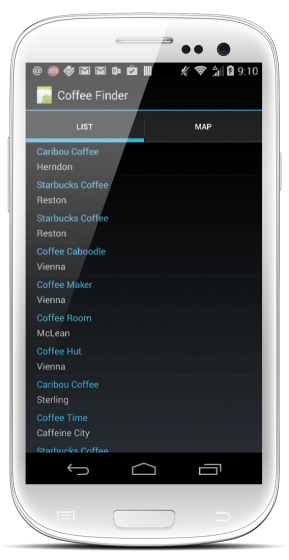 9:10
Coffee Finder
LIST
MAP
Caribou Coffee
Herndon
Starbucks Coffee
Reston
Starbucks Coffee
Reston
Coffee Caboodle
Vienna
Coffee Maker
Vienna
Coffee Room
McLean
Coffee Hut
Vienna
Caribou Coffee
Sterling
Coffee Time
Caffeine City
Starbucks Coffee